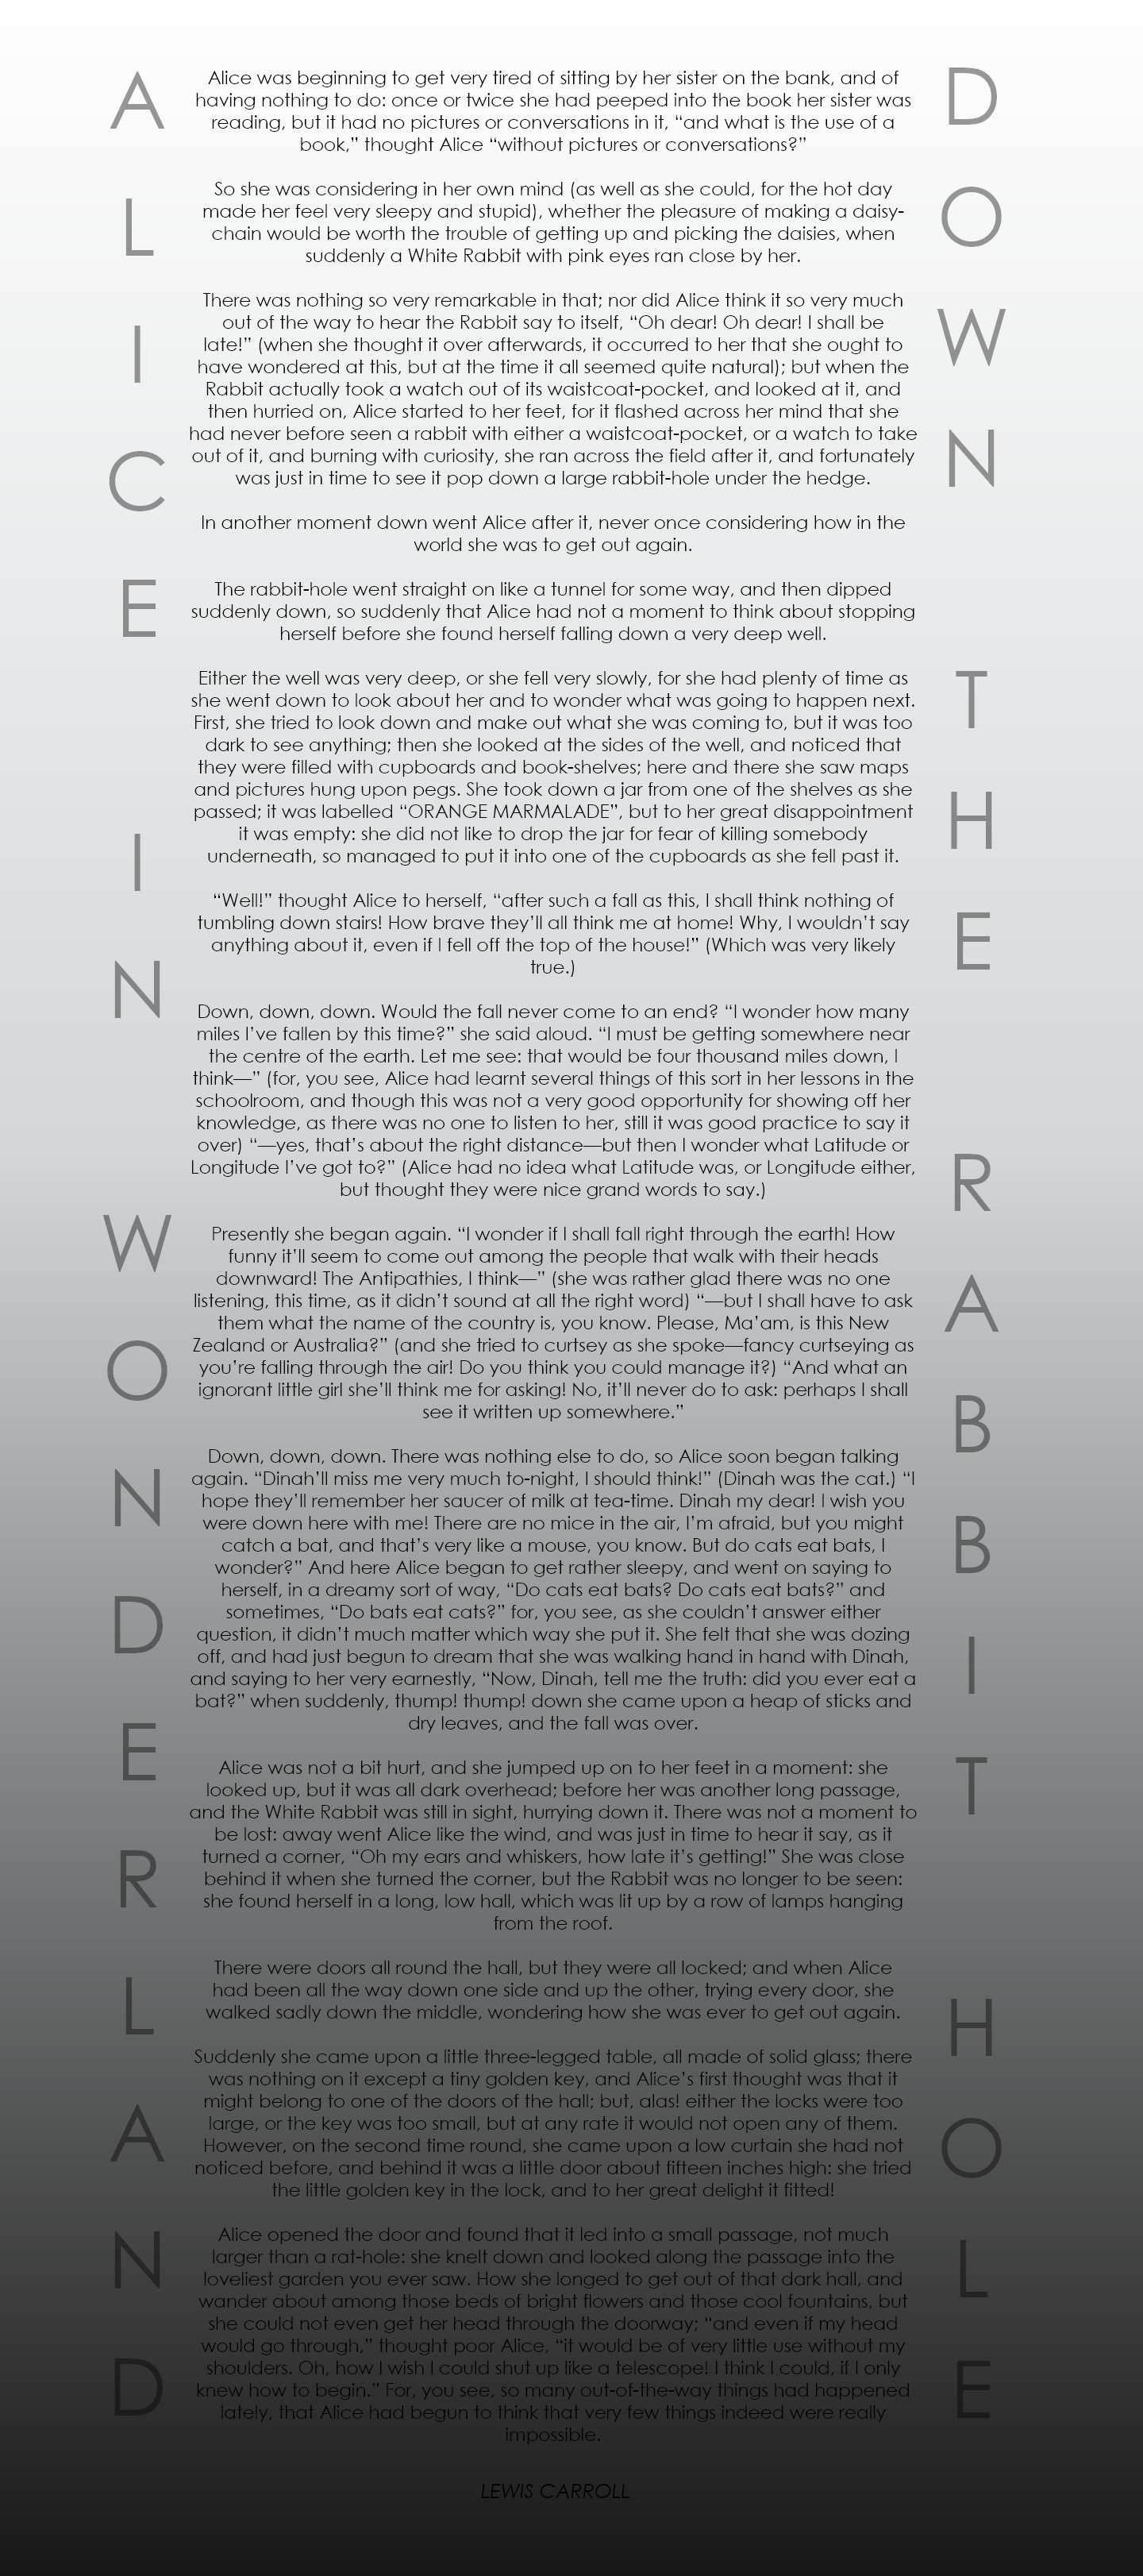 ALICE IN WONDERLAND
Alice was beginning to get very tired of sitting by her sister on the bank, and of
having nothing to do: once or twice she had peeped into the book her sister was
reading, but it had no pictures or conversations in it, “and what is the use of a
book,” thought Alice “without pictures or conversations?”
So she was considering in her own mind (as well as she could, for the hot day
made her feel very sleepy and stupid), whether the pleasure of making a daisy-
chain would be worth the trouble of getting up and picking the daisies, when
suddenly a White Rabbit with pink eyes ran close by her.
There was nothing so very remarkable in that; nor did Alice think it so very much
out of the way to hear the Rabbit say to itself, “Oh dear! Oh dear! I shall be
late!” (when she thought it over afterwards, it occurred to her that she ought to
have wondered at this, but at the time it all seemed quite natural); but when the
Rabbit actually took a watch out of its waistcoat-pocket, and looked at it, and
then hurried on, Alice started to her feet, for it flashed across her mind that she
had never before seen a rabbit with either a waistcoat-pocket, or a watch to take
out of it, and burning with curiosity, she ran across the field after it, and fortunately
was just in time to see it pop down a large rabbit-hole under the hedge.
In another moment down went Alice after it, never once considering how in the
world she was to get out again.
The rabbit-hole went straight on like a tunnel for some way, and then dipped
suddenly down, so suddenly that Alice had not a moment to think about stopping
herself before she found herself falling down a very deep well.
Either the well was very deep, or she fell very slowly, for she had plenty of time as
she went down to look about her and to wonder what was going to happen next.
First, she tried to look down and make out what she was coming to, but it was too
dark to see anything; then she looked at the sides of the well, and noticed that
they were filled with cupboards and book-shelves; here and there she saw maps
and pictures hung upon pegs. She took down a jar from one of the shelves as she
passed; it was labelled “ORANGE MARMALADE”, but to her great disappointment
it was empty: she did not like to drop the jar for fear of killing somebody
underneath, so managed to put it into one of the cupboards as she fell past it.
“Well!” thought Alice to herself, “after such a fall as this, I shall think nothing of
tumbling down stairs! How brave they’ll all think me at home! Why, I wouldn’t say
anything about it, even if I fell off the top of the house!” (Which was very likely
true.)
Down, down, down. Would the fall never come to an end? “I wonder how many
miles I’ve fallen by this time?” she said aloud. “I must be getting somewhere near
the centre of the earth. Let me see: that would be four thousand miles down, I
think—” (for, you see, Alice had learnt several things of this sort in her lessons in the
schoolroom, and though this was not a very good opportunity for showing off her
knowledge, as there was no one to listen to her, still it was good practice to say it
over) “—yes, that’s about the right distance—but then I wonder what Latitude or
Longitude I’ve got to?” (Alice had no idea what Latitude was, or Longitude either,
but thought they were nice grand words to say.)
Presently she began again. “I wonder if I shall fall right through the earth! How
funny it’ll seem to come out among the people that walk with their heads
downward! The Antipathies, I think—” (she was rather glad there was no one
listening, this time, as it didn’t sound at all the right word) “—but I shall have to ask
them what the name of the country is, you know. Please, Ma’am, is this New
Zealand or Australia?” (and she tried to curtsey as she spoke—fancy curtseying as
you’re falling through the air! Do you think you could manage it?) “And what an
ignorant little girl she’ll think me for asking! No, it’ll never do to ask: perhaps I shall
see it written up somewhere.”
Down, down, down. There was nothing else to do, so Alice soon began talking
again. “Dinah’ll miss me very much to-night, I should think!” (Dinah was the cat.) “I
hope they’ll remember her saucer of milk at tea-time. Dinah my dear! I wish you
were down here with me! There are no mice in the air, I’m afraid, but you might
catch a bat, and that’s very like a mouse, you know. But do cats eat bats, I
wonder?” And here Alice began to get rather sleepy, and went on saying to
herself, in a dreamy sort of way, “Do cats eat bats? Do cats eat bats?” and
sometimes, “Do bats eat cats?” for, you see, as she couldn’t answer either
question, it didn’t much matter which way she put it. She felt that she was dozing
off, and had just begun to dream that she was walking hand in hand with Dinah,
and saying to her very earnestly, “Now, Dinah, tell me the truth: did you ever eat a
bat?” when suddenly, thump! thump! down she came upon a heap of sticks and
dry leaves, and the fall was over.
Alice was not a bit hurt, and she jumped up on to her feet in a moment: she
looked up, but it was all dark overhead; before her was another long passage,
and the White Rabbit was still in sight, hurrying down it. There was not a moment to
be lost: away went Alice like the wind, and was just in time to hear it say, as it
turned a corner, “Oh my ears and whiskers, how late it’s getting!” She was close
behind it when she turned the corner, but the Rabbit was no longer to be seen:
she found herself in a long, low hall, which was lit up by a row of lamps hanging
from the roof.
There were doors all round the hall, but they were all locked; and when Alice
had been all the way down one side and up the other, trying every door, she
walked sadly down the middle, wondering how she was ever to get out again.
Suddenly she came upon a little three-legged table, all made of solid glass; there
was nothing on it except a tiny golden key, and Alice’s first thought was that it
might belong to one of the doors of the hall; but, alas! either the locks were too
large, or the key was too small, but at any rate it would not open any of them.
However, on the second time round, she came upon a low curtain she had not
noticed before, and behind it was a little door about fifteen inches high: she tried
the little golden key in the lock, and to her great delight it fitted!
Alice opened the door and found that it led into a small passage, not much
larger than a rat-hole: she knelt down and looked along the passage into the
loveliest garden you ever saw. How she longed to get out of that dark hall, and
wander about among those beds of bright flowers and those cool fountains, but
she could not even get her head through the doorway; “and even if my head
would go through,” thought poor Alice, “it would be of very little use without my
shoulders. Oh, how I wish I could shut up like a telescope! I think I could, if I only
knew how to begin.” For, you see, so many out-of-the-way things had happened
lately, that Alice had begun to think that very few things indeed were really
impossible.
LEWIS CARROLL
DOWN THE RABBIT HOLE